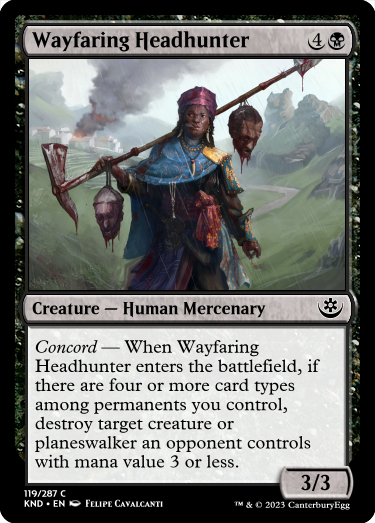 Wayfaring Headhunter 4
Creature — Human Mercenary
Concord — When Wayfaring
Headhunter enters the battlefield, if
there are four or more card types
among permanents you control,
destroy target creature or
planeswalker an opponent controls
with mana value 3 or less.
3/3
119/287 C
KND • EN Felipe Cavalcanti
™ & © 2023 CanterburyEgg